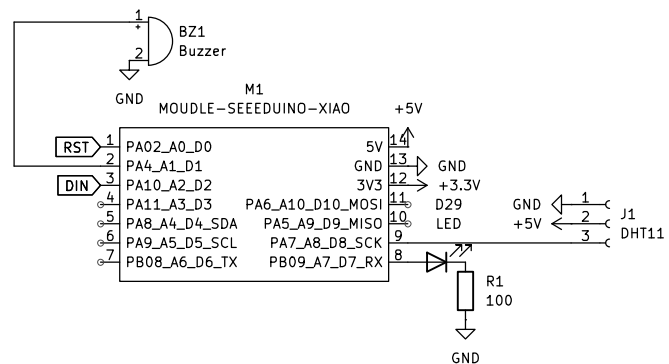 1
BZ1
+
Buzzer
2
GND
M1
MOUDLE-SEEEDUINO-XIAO
+5V
RST 1 PA02_A0_D0 5V 14
2 PA4_A1_D1 GND 13 GND
DIN 3 PA10_A2_D2 3V3 12 +3.3V
4 PA11_A3_D3 PA6_A10_D10_MOSI 11 D29
5 PA8_A4_D4_SDA PA5_A9_D9_MISO 10 LED
6 PA9_A5_D5_SCL PA7_A8_D8_SCK 9
7 PB08_A6_D6_TX PB09_A7_D7_RX 8
GND 1
+5V 2
3
J1
DHT11
R1
100
GND